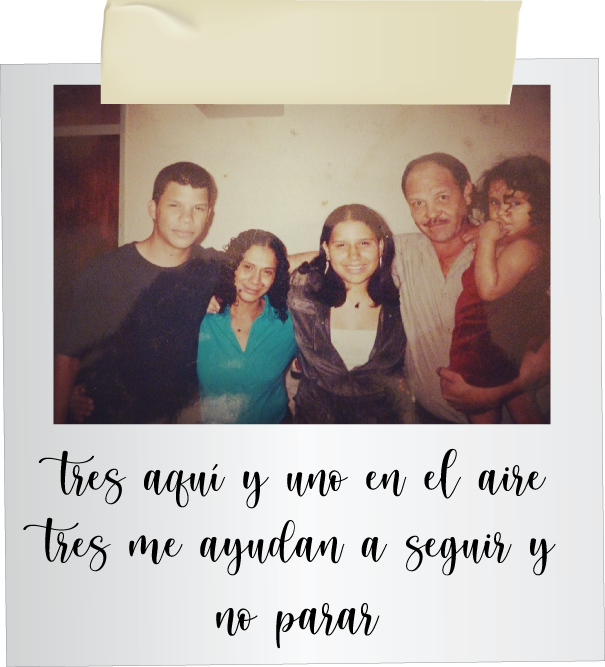 tres aquí y uno en el aire
tres me ayudan a seguir y
no parar